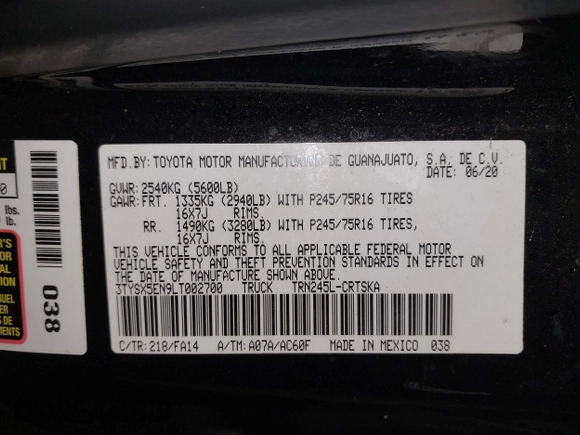 MFD.BY: TOYOTA MOTOR MANUFACTURING DE GUANAJUATO, S.A. DE C.V.
DATE: 06/20
GVWR: 2540KG (5600LB)
GAWR: FRT. 1335KG (2940LB) WITH P245/75R16 TIRES
16X7J RIMS.
RR. 1490KG (3280LB) WITH P245/75R16 TIRES,
16X7J RIMS.
THIS VEHICLE CONFORMS TO ALL APPLICABLE FEDERAL MOTOR
VEHICLE SAFETY AND THEFT PREVENTION STANDARDS IN EFFECT ON
THE DATE OF MANUFACTURE SHOWN ABOVE.
3TYSX5EN9LT002700 TRUCK TRN245L-CRTSKA
C/TR: 218/FA14 A/TM: A07A/AC60F MADE IN MEXICO 038
lbs.
lb.
038